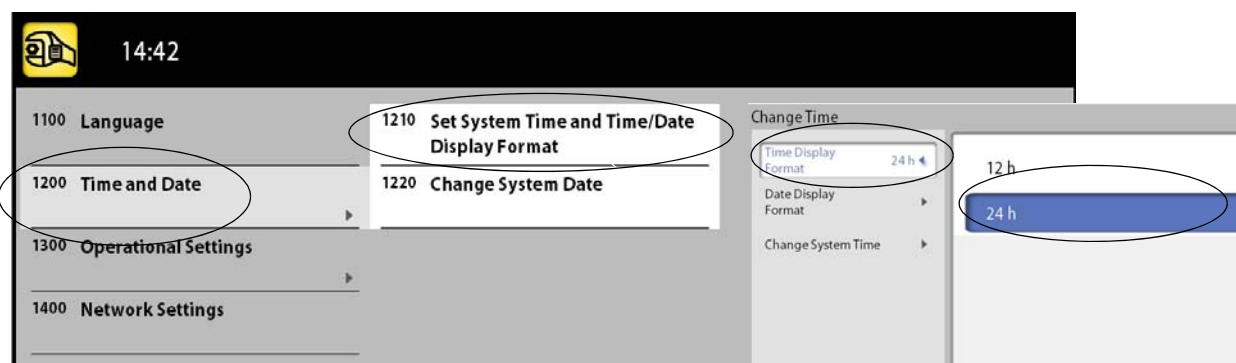 14:42
1100 Language
1200 Time and Date
1300 Operational Settings
1400 Network Settings
1210 Set System Time and Time/Date
Display Format
1220 Change System Date
Change Time
Time Display
Format 24 h
Date Display
Format
Change System Time
12 h
24 h